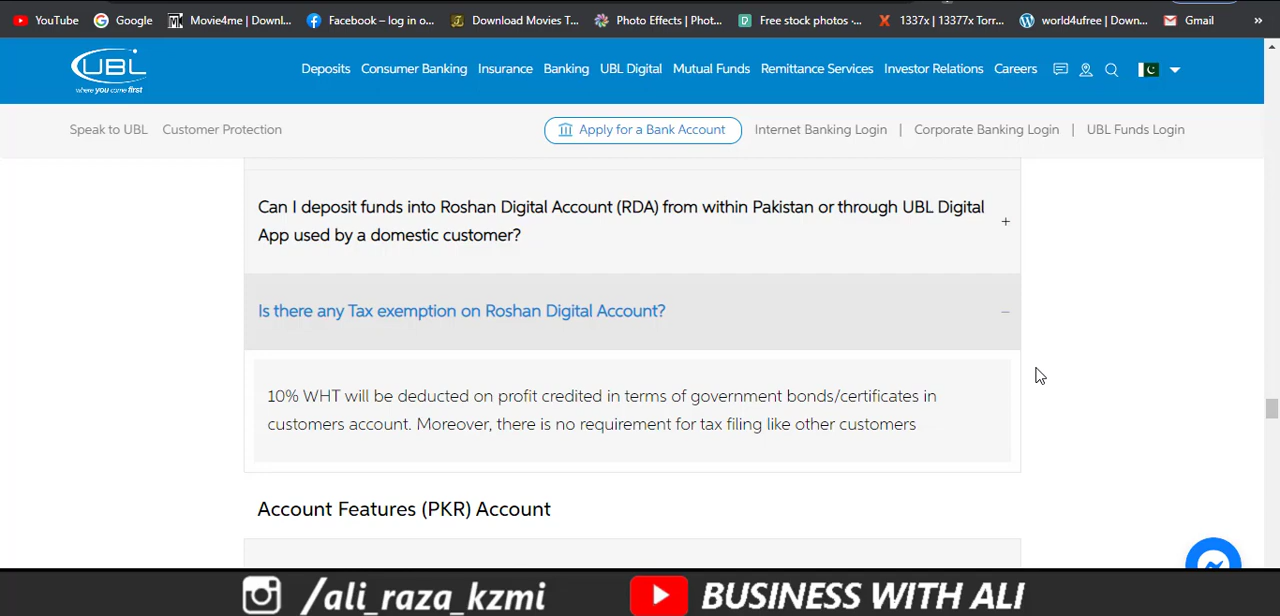 YouTube Google Movie4me | Downl... Facebook – log in o... Download Movies T... Photo Effects | Phot... Free stock photos ·... 1337x | 13377x Torr... world4ufree | Down... Gmail »
UBL
where you come first
Deposits Consumer Banking Insurance Banking UBL Digital Mutual Funds Remittance Services Investor Relations Careers
Speak to UBL Customer Protection Apply for a Bank Account Internet Banking Login | Corporate Banking Login | UBL Funds Login
Can I deposit funds into Roshan Digital Account (RDA) from within Pakistan or through UBL Digital
App used by a domestic customer?
+
Is there any Tax exemption on Roshan Digital Account? –
10% WHT will be deducted on profit credited in terms of government bonds/certificates in
customers account. Moreover, there is no requirement for tax filing like other customers
Account Features (PKR) Account
/ali_raza_kzmi BUSINESS WITH ALI